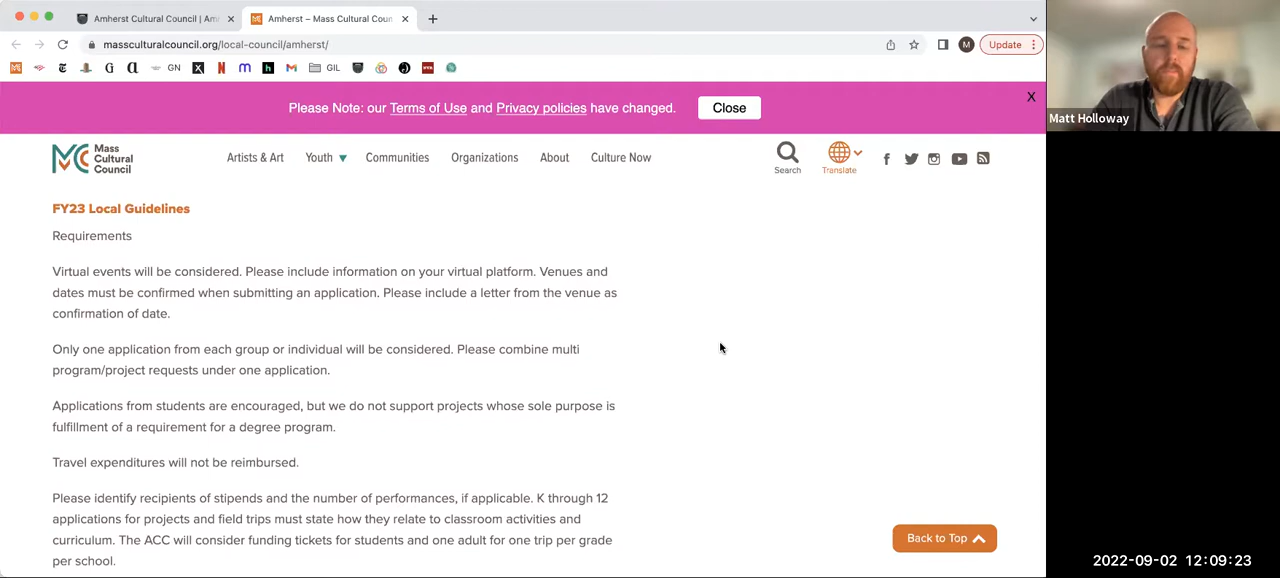 Amherst Cultural Council | Am
Amherst – Mass Cultural Coun
massculturalcouncil.org/local-council/amherst/
M
Update
GN
GIL
Please Note: our Terms of Use and Privacy policies have changed.
Close
X
Mass
Cultural
Council
Artists & Art
Youth
Communities
Organizations
About
Culture Now
Search
Translate
FY23 Local Guidelines
Requirements
Virtual events will be considered. Please include information on your virtual platform. Venues and
dates must be confirmed when submitting an application. Please include a letter from the venue as
confirmation of date.
Only one application from each group or individual will be considered. Please combine multi
program/project requests under one application.
Applications from students are encouraged, but we do not support projects whose sole purpose is
fulfillment of a requirement for a degree program.
Travel expenditures will not be reimbursed.
Please identify recipients of stipends and the number of performances, if applicable. K through 12
applications for projects and field trips must state how they relate to classroom activities and
curriculum. The ACC will consider funding tickets for students and one adult for one trip per grade
per school.
Back to Top
Matt Holloway
2022-09-02 12:09:23